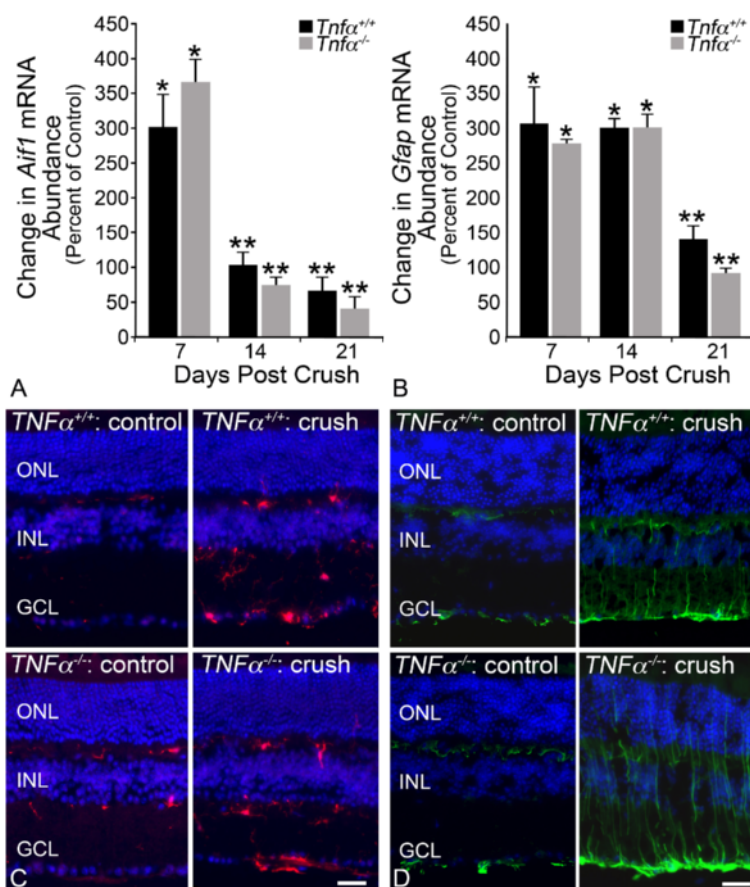 Change in Aif1 mRNA
Abundance
(Percent of Control)
450
400
350
300
250
200
150
100
50
0
Tnfα+/+
Tnfα-/-
*
*
**
**
**
**
7 14 21
Days Post Crush
A
Change in Gfap mRNA
Abundance
(Percent of Control)
450
400
350
300
250
200
150
100
50
0
Tnfα+/+
Tnfα-/-
*
*
*
*
**
**
7 14 21
Days Post Crush
B
TNFα+/+: control
ONL
INL
GCL
TNFα+/+: crush
TNFα+/+: control
ONL
INL
GCL
TNFα+/+: crush
TNFα-/-: control
ONL
INL
GCL
C
TNFα-/-: crush
TNFα-/-: control
ONL
INL
GCL
D
TNFα-/-: crush